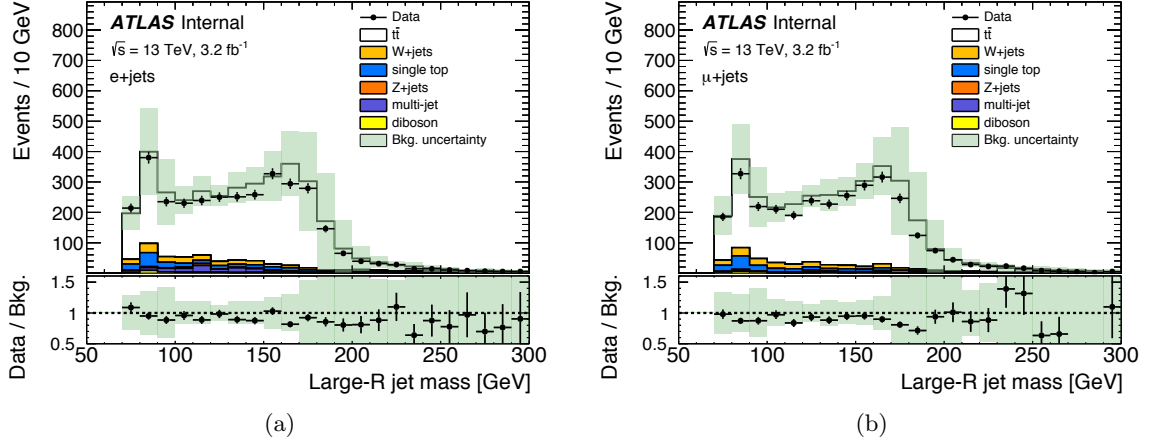 Events / 10 GeV
800
700
600
500
400
300
200
100
ATLAS Internal
√s = 13 TeV, 3.2 fb⁻¹
e+jets
Data
tt̄
W+jets
single top
Z+jets
multi-jet
diboson
Bkg. uncertainty
Data / Bkg.
1.5
1
0.5
50 100 150 200 250 300
Large-R jet mass [GeV]
(a)
Events / 10 GeV
800
700
600
500
400
300
200
100
ATLAS Internal
√s = 13 TeV, 3.2 fb⁻¹
μ+jets
Data
tt̄
W+jets
single top
Z+jets
multi-jet
diboson
Bkg. uncertainty
Data / Bkg.
1.5
1
0.5
50 100 150 200 250 300
Large-R jet mass [GeV]
(b)